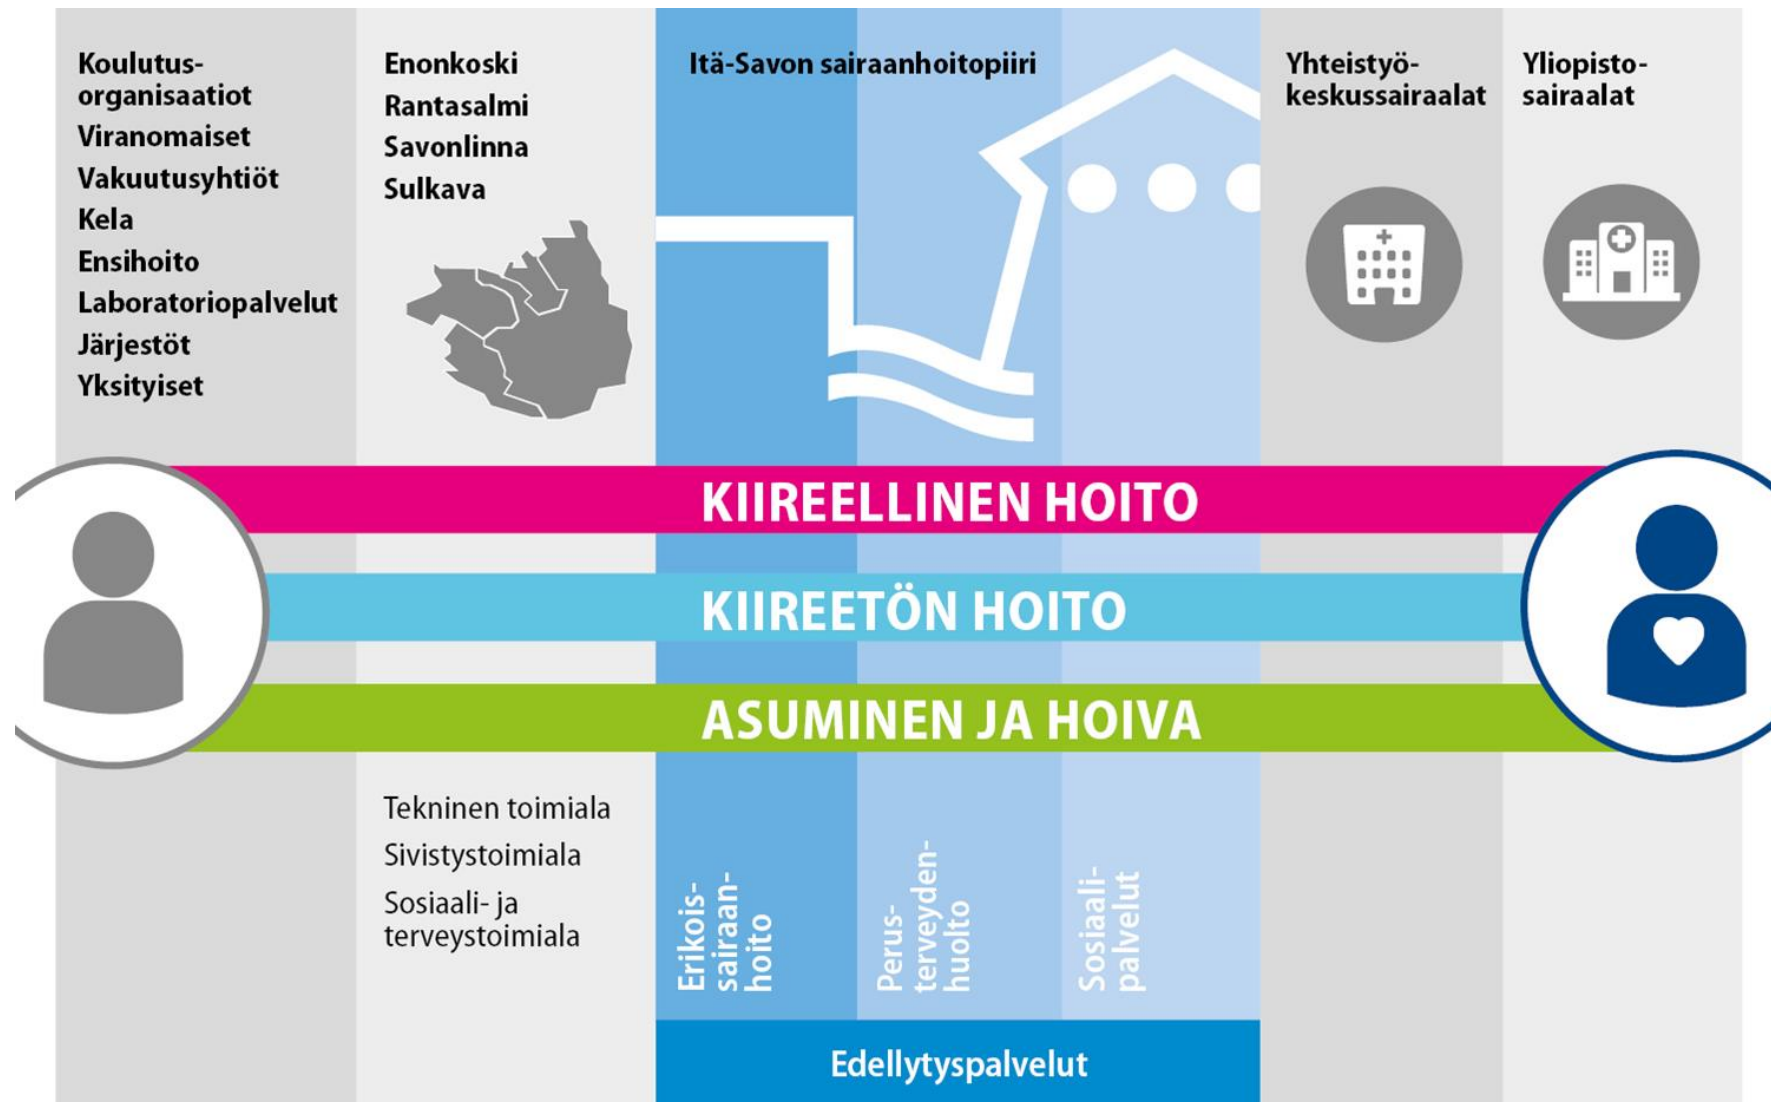 Koulutus-
organisaatiot
Viranomaiset
Vakuutusyhtiöt
Kela
Ensihoito
Laboratoriopalvelut
Järjestöt
Yksityiset
Enonkoski
Rantasalmi
Savonlinna
Sulkava
Itä-Savon sairaanhoitopiiri
Yhteistyö-
keskussairaalat
Yliopisto-
sairaalat
KIIREELLINEN HOITO
KIIREETÖN HOITO
ASUMINEN JA HOIVA
Tekninen toimiala
Sivistystoimiala
Sosiaali- ja
terveystoimiala
Erikois-
sairaan-
hoito
Perus-
terveyden-
huolto
Sosiaali-
palvelut
Edellytyspalvelut